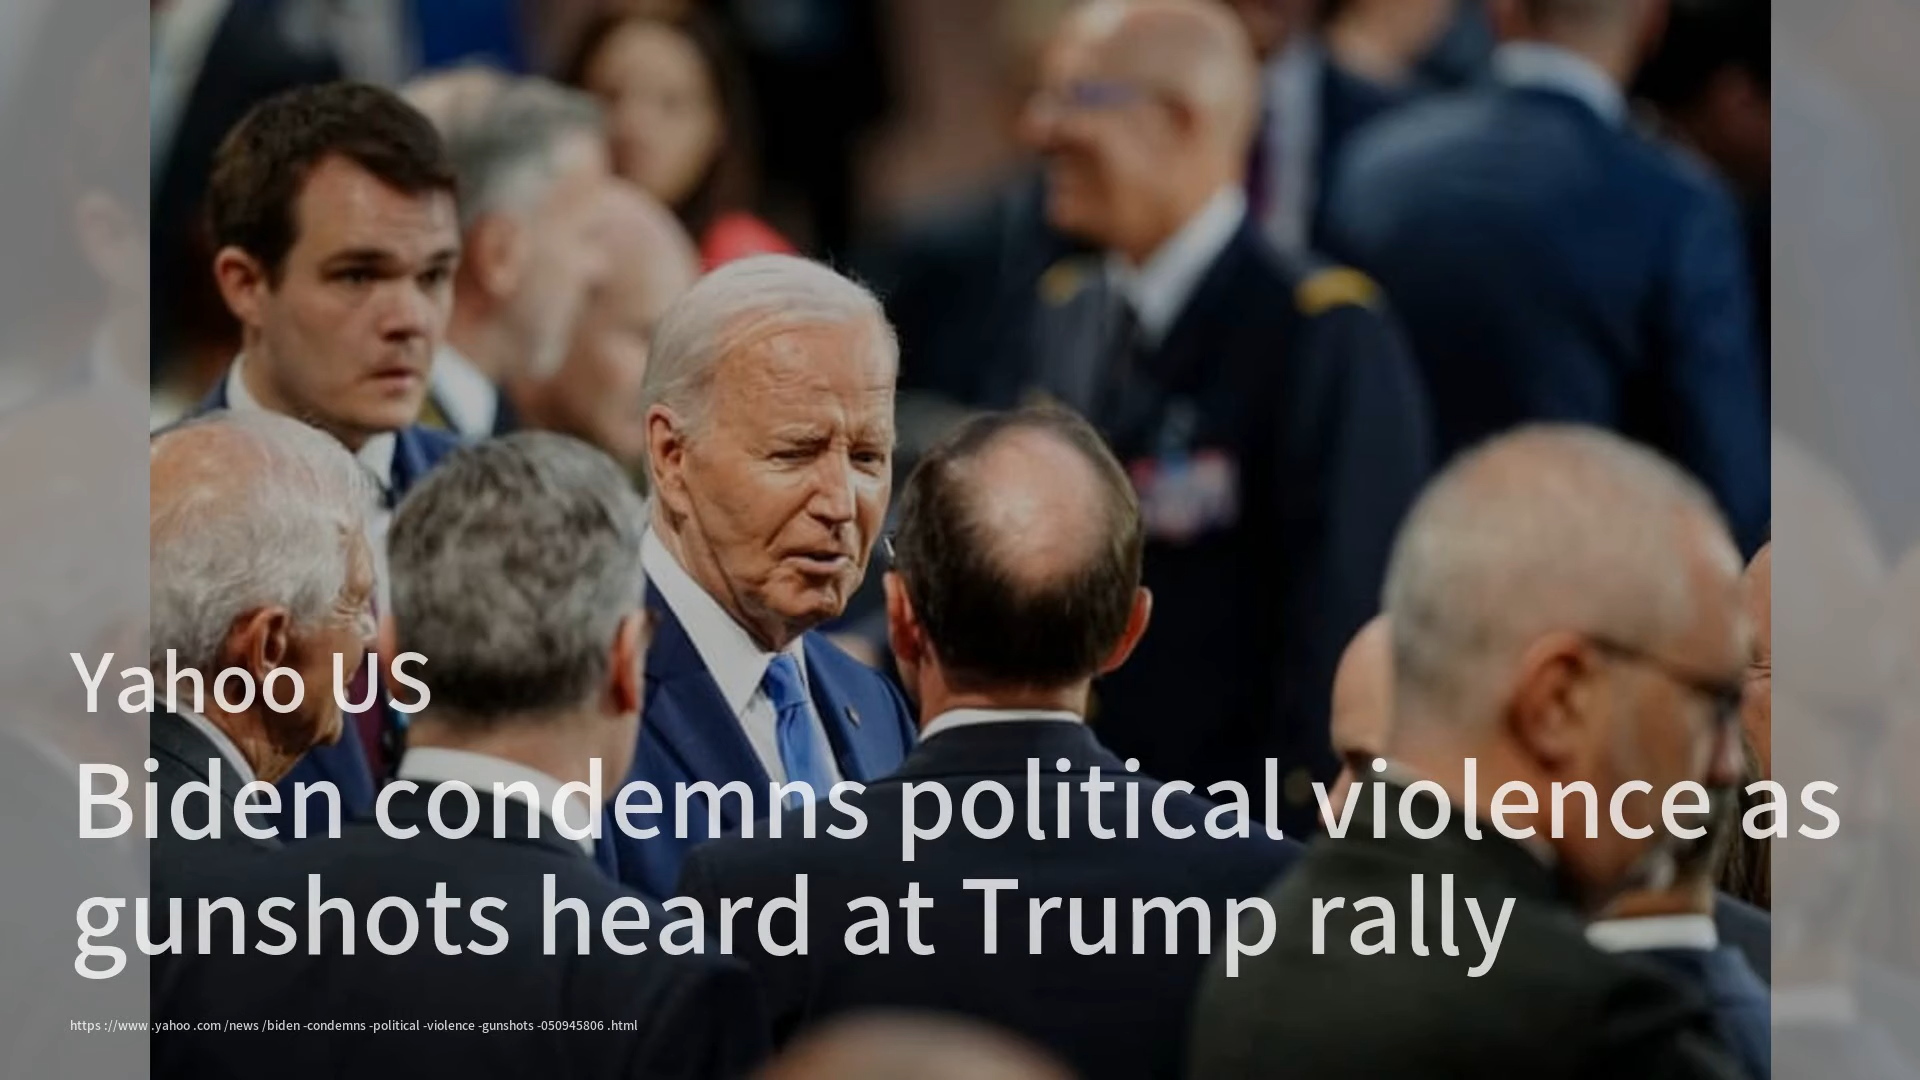 Yahoo US
Biden condemns political violence as
gunshots heard at Trump rally
https ://www .yahoo .com /news /biden -condemns -political -violence -gunshots -050945806 .html